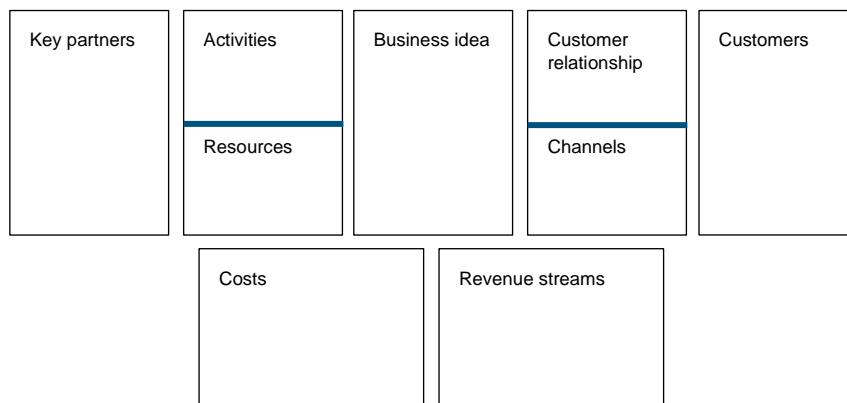 Key partners
Activities
Resources
Business idea
Customer
relationship
Channels
Customers
Costs
Revenue streams